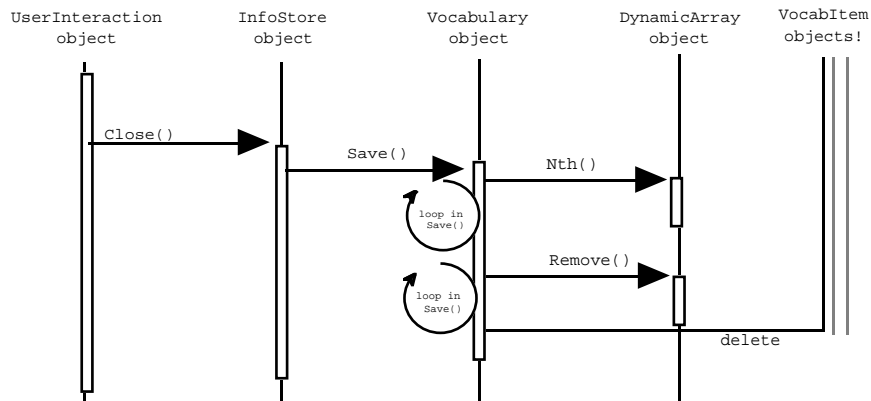 UserInteraction
object
InfoStore
object
Vocabulary
object
DynamicArray
object
VocabItem
objects!
Close()
Save()
Nth()
loop in
Save()
Remove()
loop in
Save()
delete